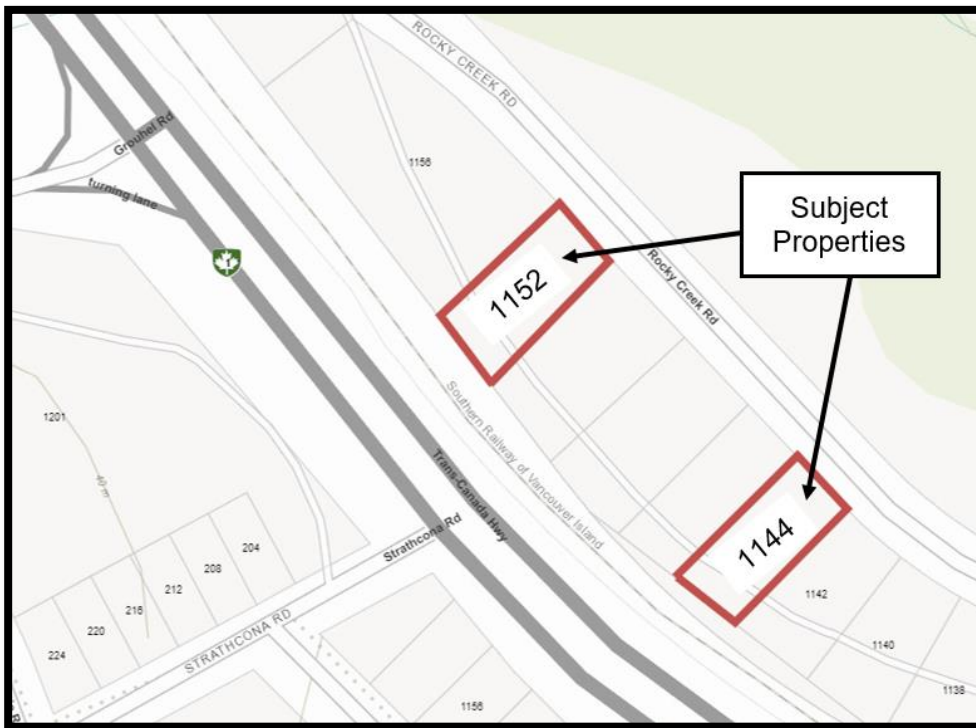 ROCKY CREEK RD
Grouhel Rd
turning lane
1156
1
Subject
Properties
1152
Rocky Creek Rd
Southern Railway of Vancouver Island
Trans-Canada Hwy
1201
40 m
1144
Strathcona Rd
204
208
212
216
220
224
STRATHCONA RD
1142
1140
1138
1156